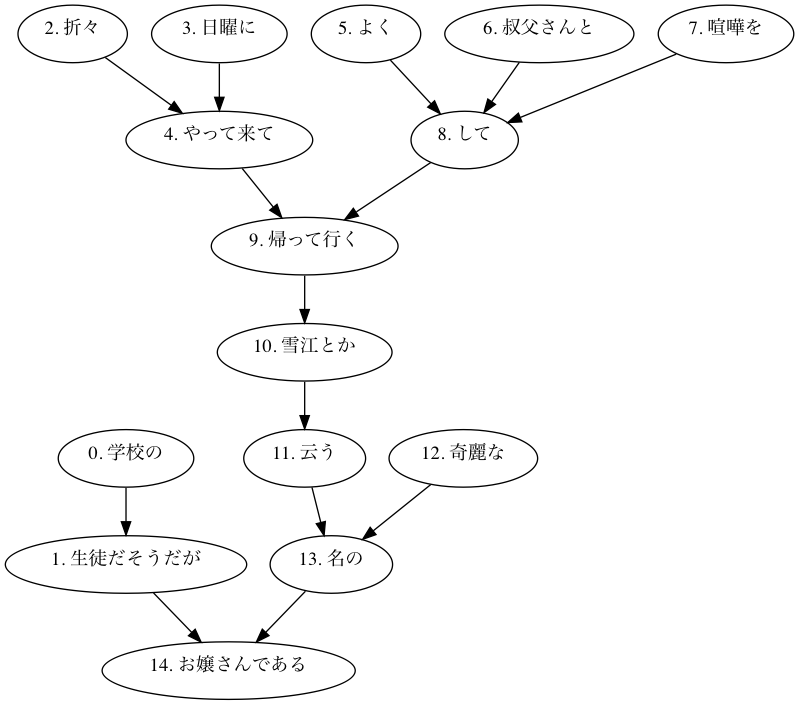 2. 折々
3. 日曜に
5. よく
6. 叔父さんと
7. 喧嘩を
4. やって来て
8. して
9. 帰って行く
10. 雪江とか
0. 学校の
11. 云う
12. 奇麗な
1. 生徒だそうだが
13. 名の
14. お嬢さんである